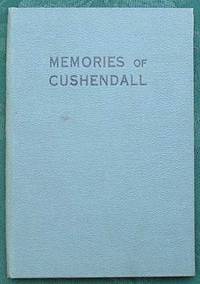 MEMORIES OF
CUSHENDALL